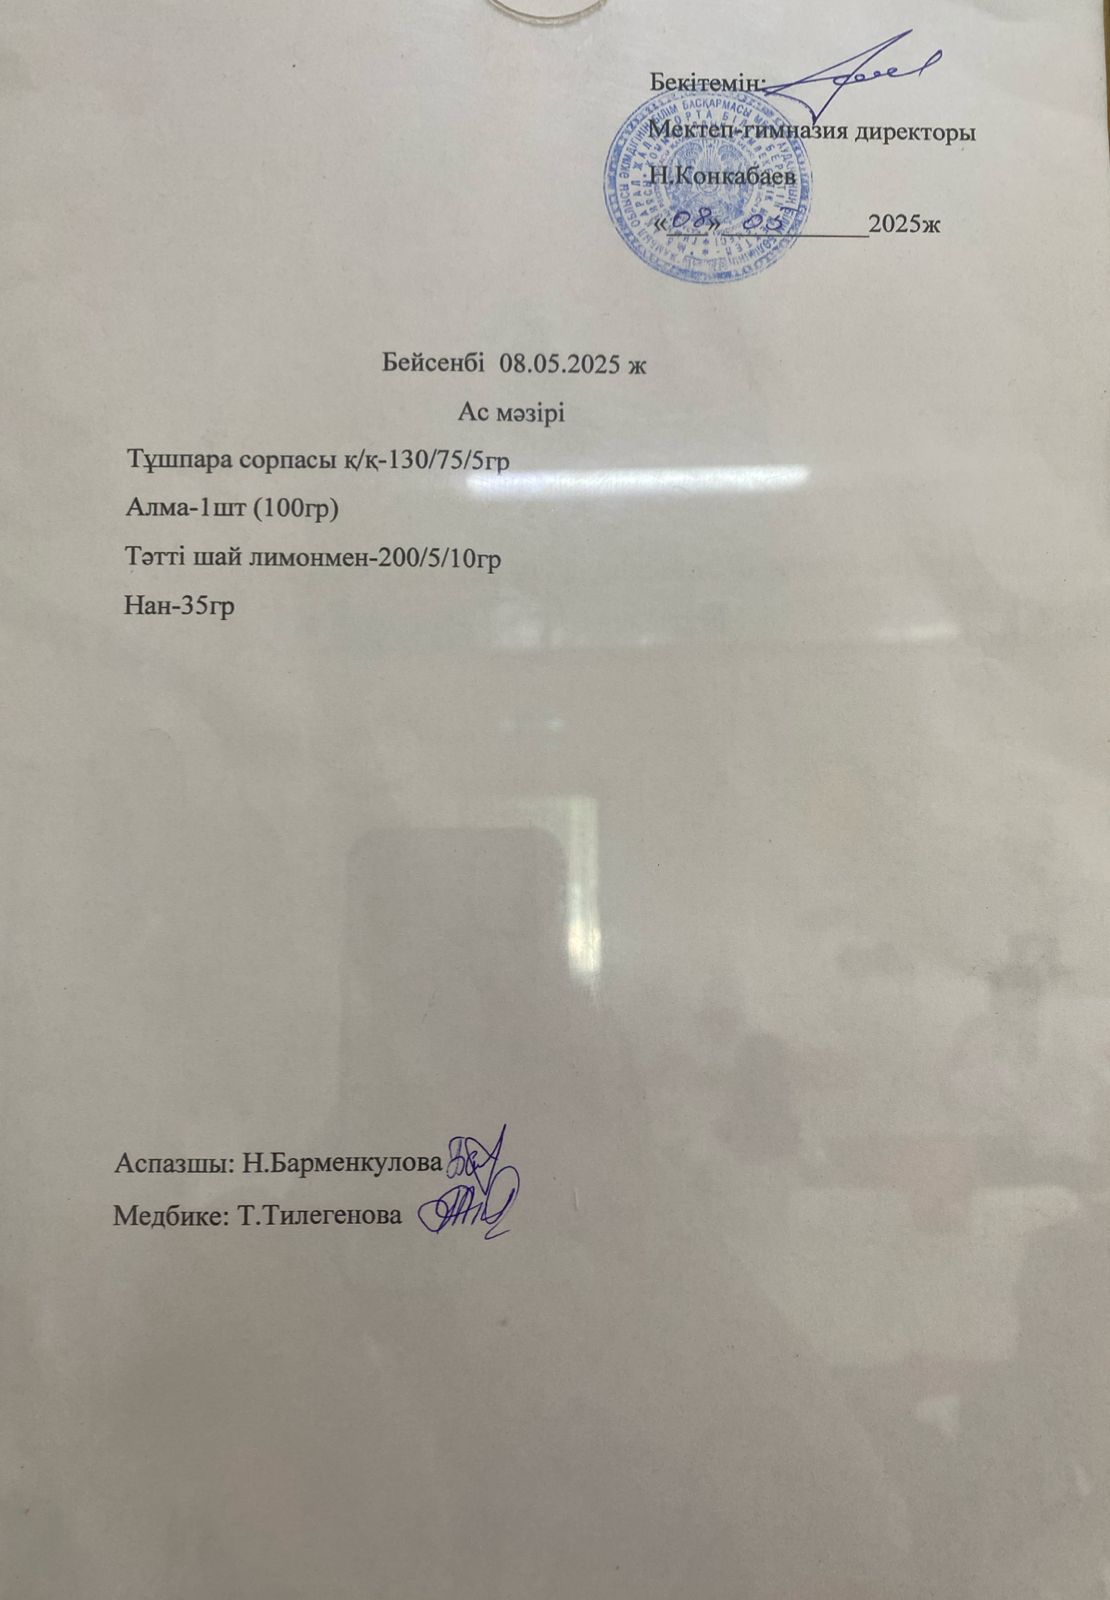 Бекітемін:
Мектеп-гимназия директоры
Н.Конкабаев
«08» 05 2025ж
Бейсенбі 08.05.2025 ж
Ас мәзірі
Тұшпара сорпасы қ/қ-130/75/5гр
Алма-1шт (100гр)
Тәтті шай лимонмен-200/5/10гр
Нан-35гр
Аспазшы: Н.Барменкулова
Медбике: Т.Тилегенова